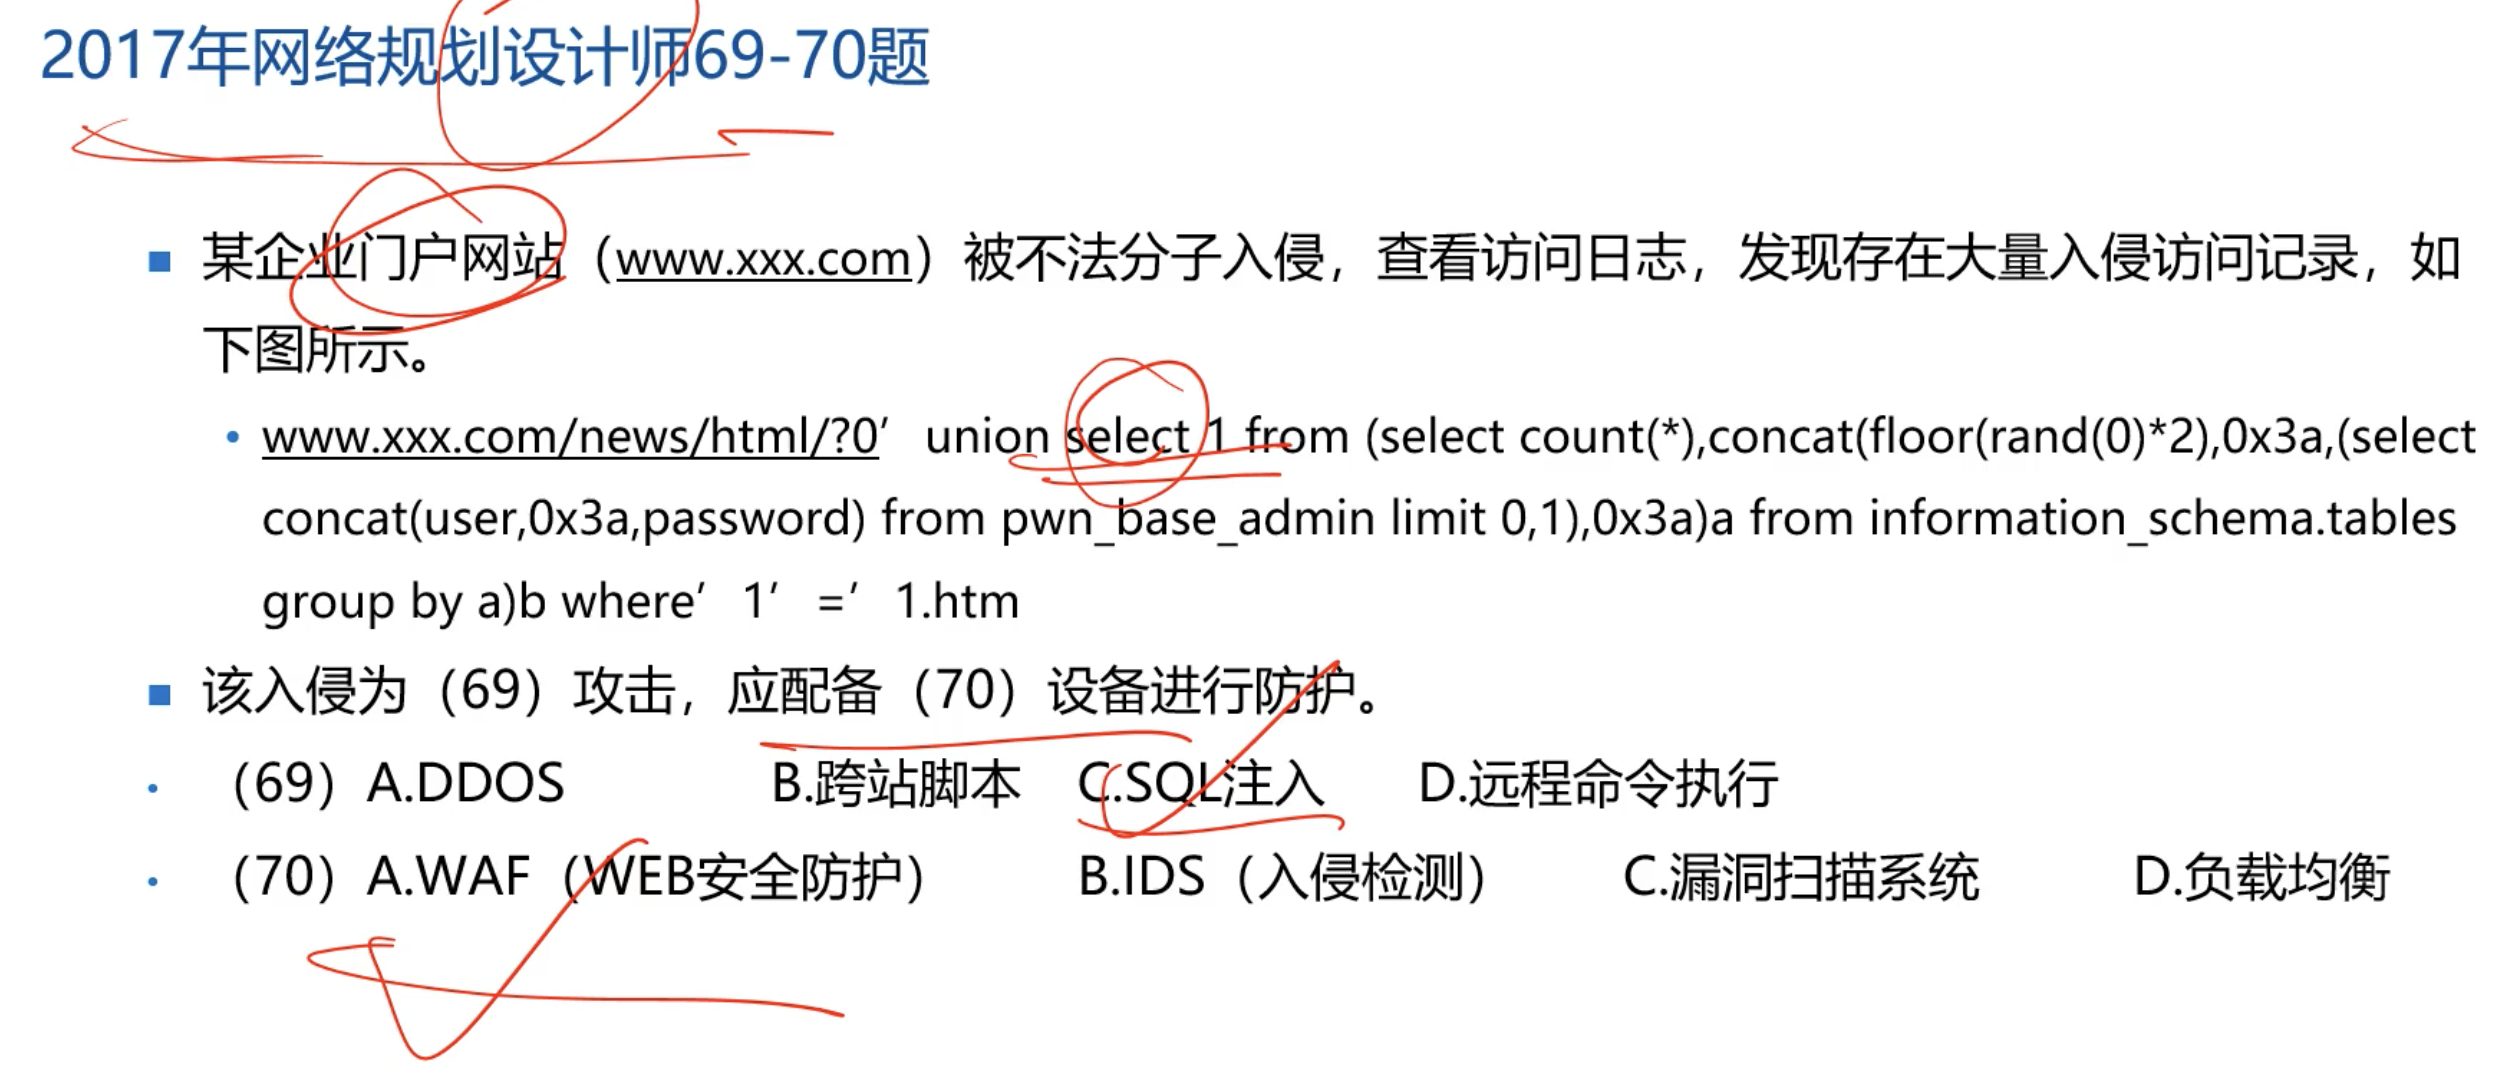 2017年网络规划设计师69-70题
某企业门户网站（www.xxx.com）被不法分子入侵，查看访问日志，发现存在大量入侵访问记录，如
下图所示。
www.xxx.com/news/html/?0′ union select 1 from (select count(*),concat(floor(rand(0)*2),0x3a,(select
concat(user,0x3a,password) from pwn_base_admin limit 0,1),0x3a)a from information_schema.tables
group by a)b where′ 1′ =′ 1.htm
该入侵为（69）攻击，应配备（70）设备进行防护。
（69）A.DDOS B.跨站脚本 C.SQL注入 D.远程命令执行
（70）A.WAF（WEB安全防护） B.IDS（入侵检测） C.漏洞扫描系统 D.负载均衡